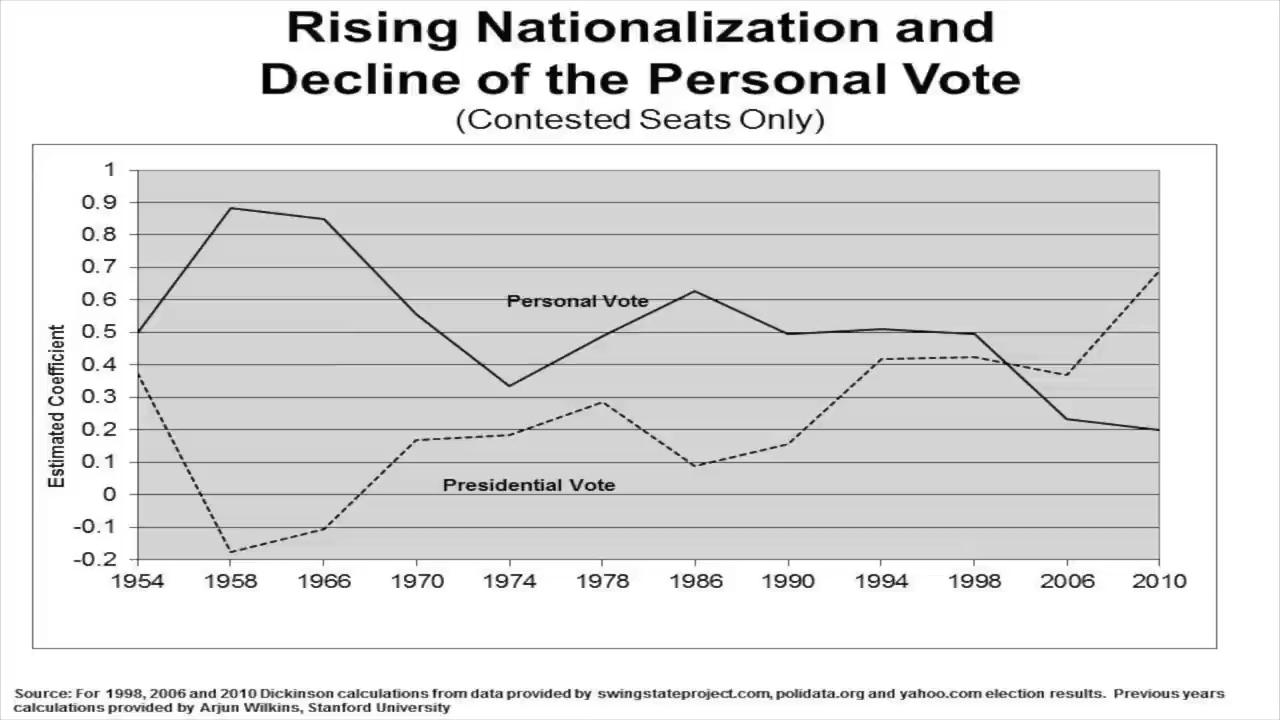 Rising Nationalization and
Decline of the Personal Vote
(Contested Seats Only)
1
0.9
0.8
0.7
0.6
0.5
0.4
0.3
0.2
0.1
0
-0.1
-0.2
Estimated Coefficient
Personal Vote
Presidential Vote
1954 1958 1966 1970 1974 1978 1986 1990 1994 1998 2006 2010
Source: For 1998, 2006 and 2010 Dickinson calculations from data provided by swingstateproject.com, polidata.org and yahoo.com election results. Previous years
calculations provided by Arjun Wilkins, Stanford University